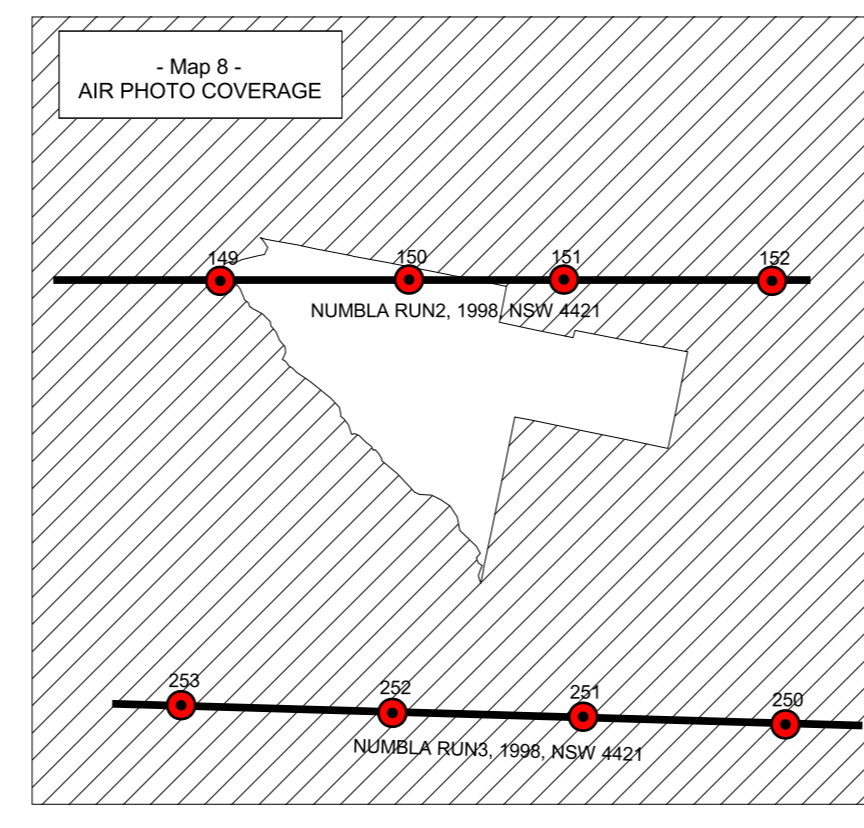 - Map 8 -
AIR PHOTO COVERAGE
149 150 151 152
NUMBLA RUN2, 1998, NSW 4421
253 252 251 250
NUMBLA RUN3, 1998, NSW 4421